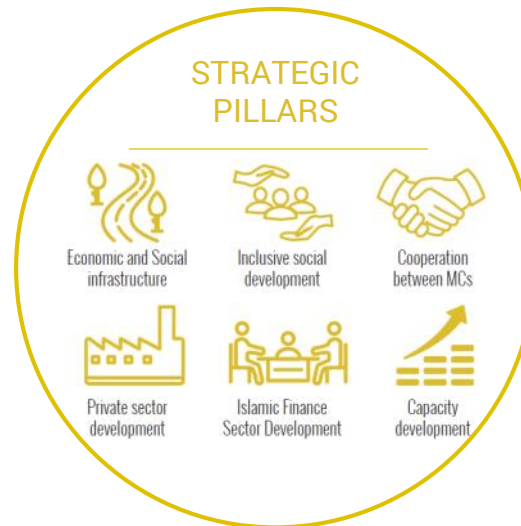 STRATEGIC
PILLARS
Economic and Social
infrastructure
Inclusive social
development
Cooperation
between MCs
Private sector
development
Islamic Finance
Sector Development
Capacity
development